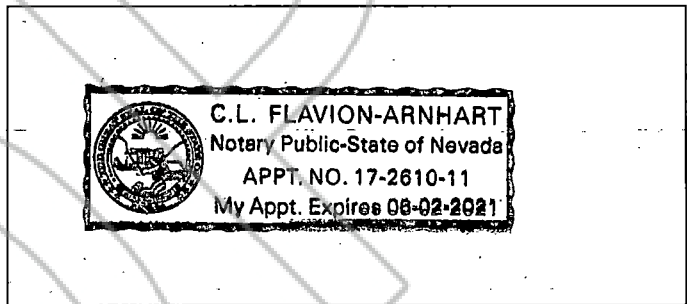 C.L. FLAVION-ARNHART
Notary Public-State of Nevada
APPT. NO. 17-2610-11
My Appt. Expires 06-02-2021